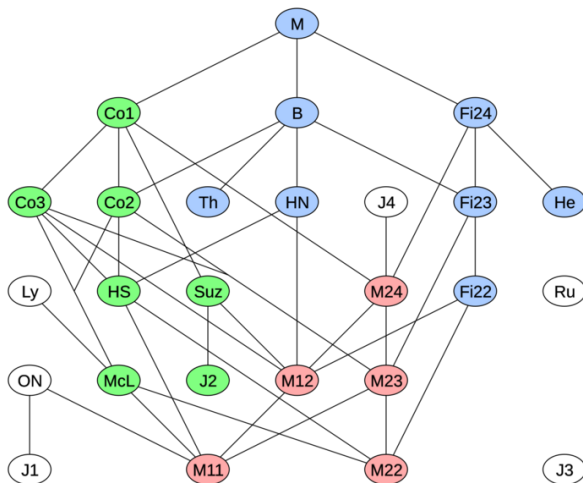 M
Co1 B Fi24
Co3 Co2 Th HN J4 Fi23 He
Ly HS Suz M24 Fi22 Ru
ON McL J2 M12 M23
J1 M11 M22 J3